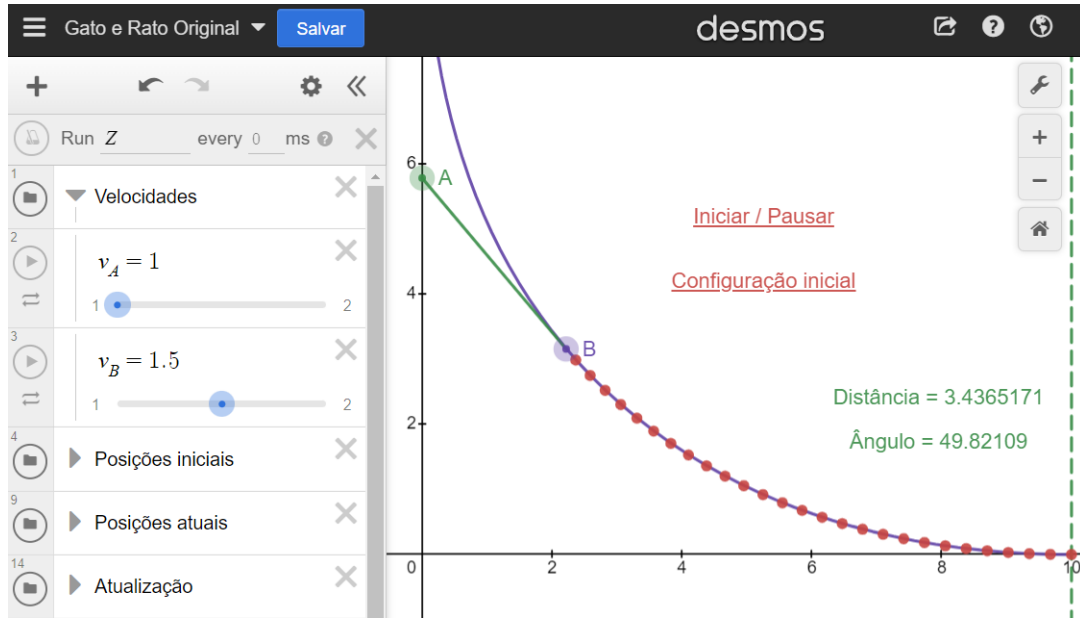 Gato e Rato Original Salvar desmos
Run Z every 0 ms
1 Velocidades
2
v_A = 1
1 2
3
v_B = 1.5
1 2
4 Posições iniciais
9 Posições atuais
14 Atualização
6
A
Iniciar / Pausar
Configuração inicial
4
B
Distância = 3.4365171
2
Ângulo = 49.82109
0 2 4 6 8 10